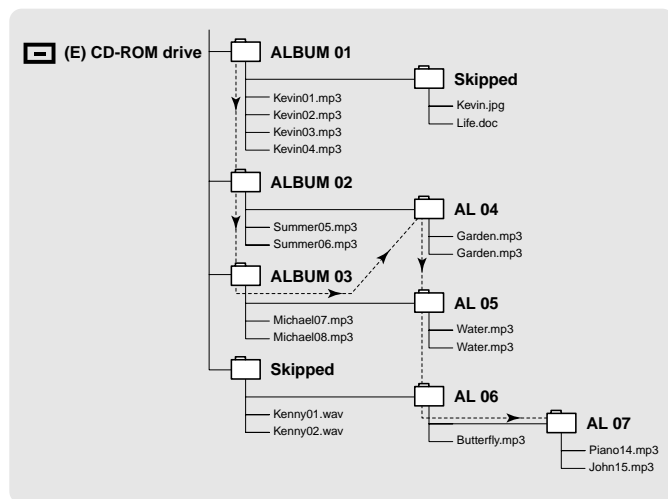 (E) CD-ROM drive
ALBUM 01
Kevin01.mp3
Kevin02.mp3
Kevin03.mp3
Kevin04.mp3
Skipped
Kevin.jpg
Life.doc
ALBUM 02
Summer05.mp3
Summer06.mp3
AL 04
Garden.mp3
Garden.mp3
ALBUM 03
Michael07.mp3
Michael08.mp3
AL 05
Water.mp3
Water.mp3
Skipped
Kenny01.wav
Kenny02.wav
AL 06
Butterfly.mp3
AL 07
Piano14.mp3
John15.mp3